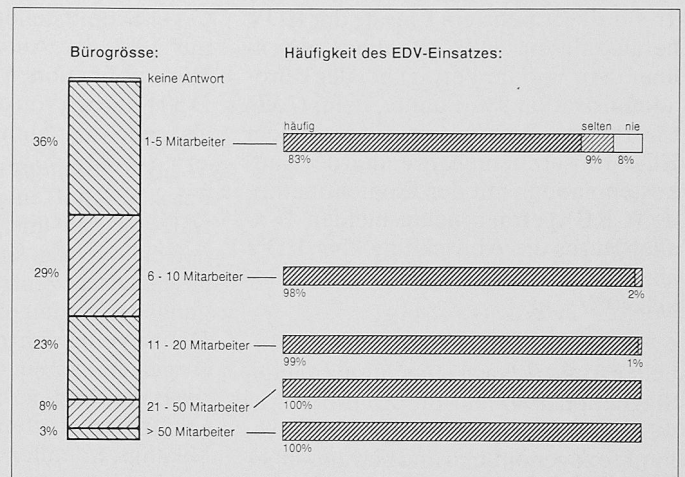 Bürogrösse:
Häufigkeit des EDV-Einsatzes:
keine Antwort
häufig selten nie
36% 1-5 Mitarbeiter
83% 9% 8%
29% 6 - 10 Mitarbeiter
98% 2%
23% 11 - 20 Mitarbeiter
99% 1%
8% 21 - 50 Mitarbeiter
100%
3% > 50 Mitarbeiter
100%